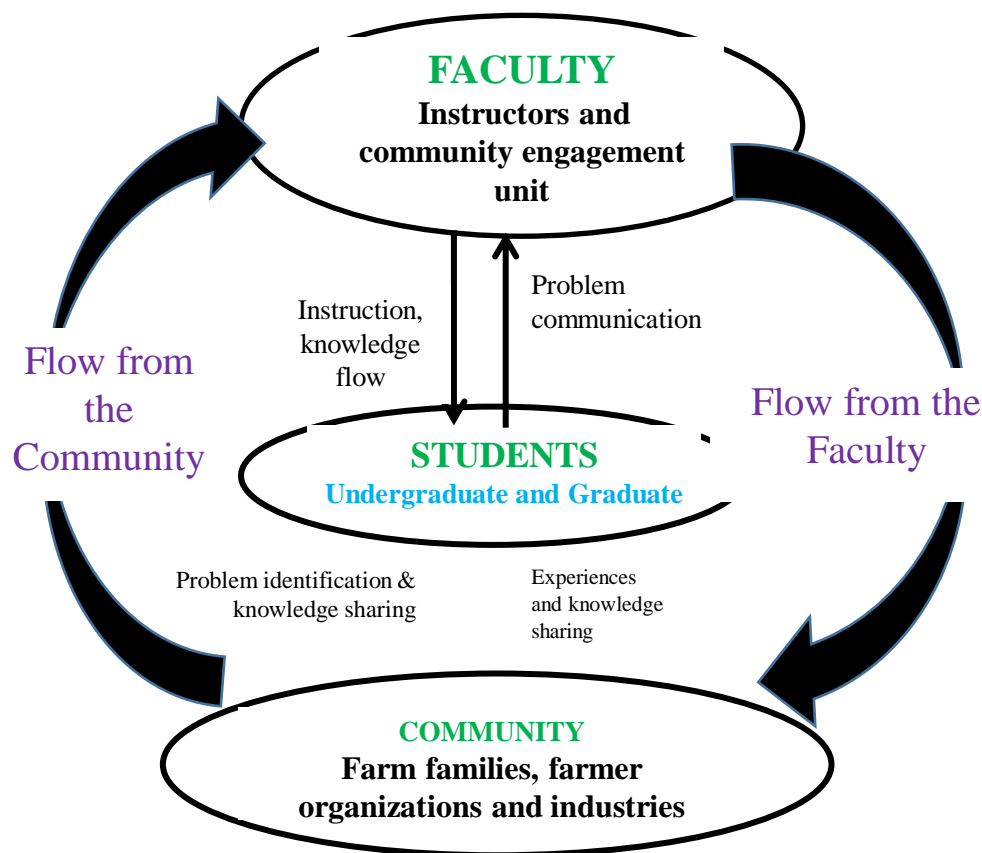 FACULTY
Instructors and
community engagement
unit
Instruction,
knowledge
flow
Problem
communication
Flow from
the
Community
Flow from the
Faculty
STUDENTS
Undergraduate and Graduate
Problem identification &
knowledge sharing
Experiences
and knowledge
sharing
COMMUNITY
Farm families, farmer
organizations and industries